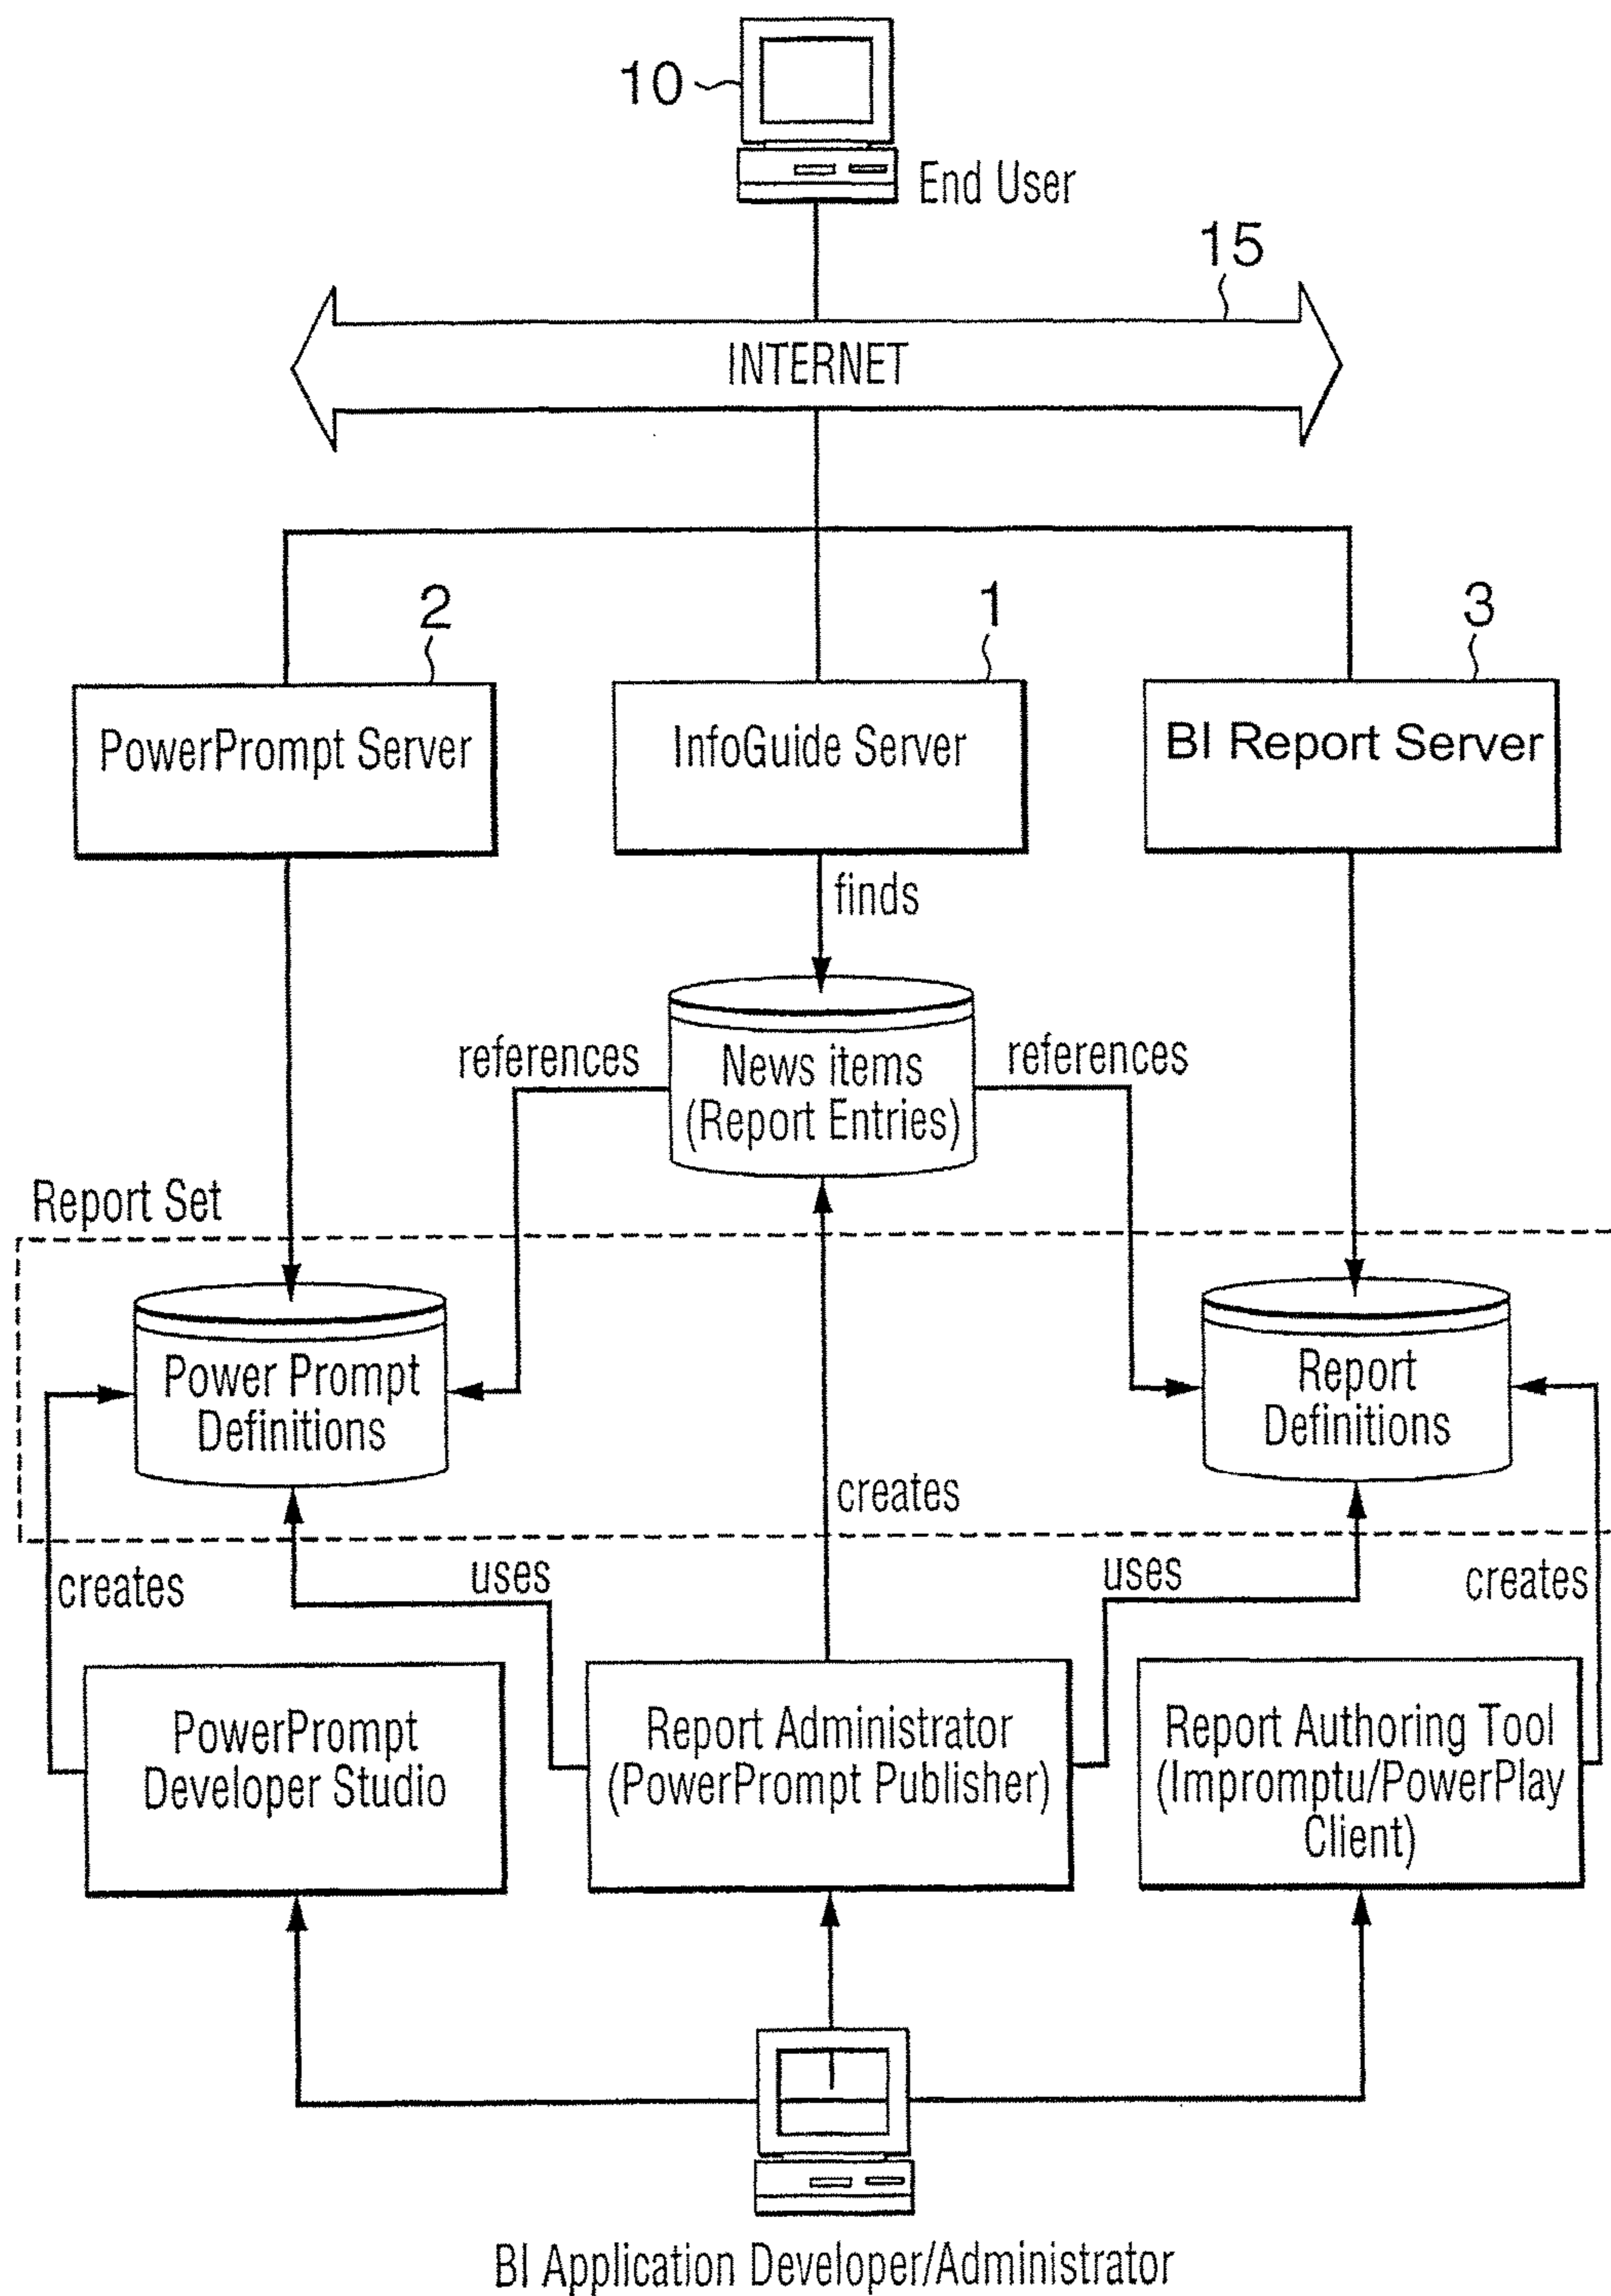 10
End User
15
INTERNET
2
1
3
PowerPrompt Server
InfoGuide Server
BI Report Server
finds
references
News items
(Report Entries)
references
Report Set
Power Prompt
Definitions
Report
Definitions
creates
creates
uses
uses
creates
PowerPrompt
Developer Studio
Report Administrator
(PowerPrompt Publisher)
Report Authoring Tool
(Impromptu/PowerPlay
Client)
BI Application Developer/Administrator